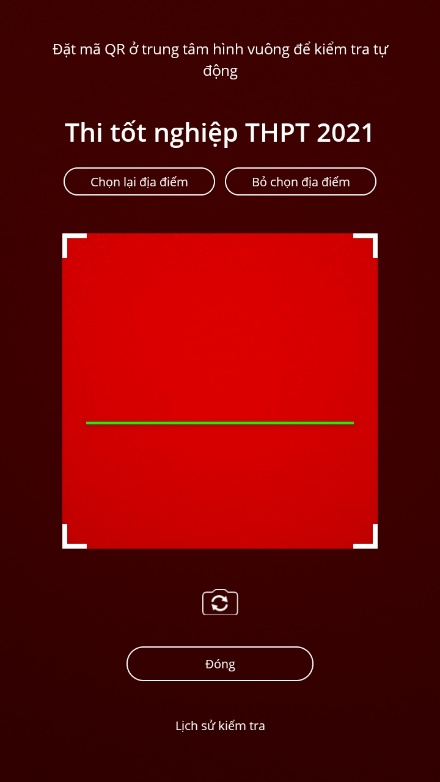 Đặt mã QR ở trung tâm hình vuông để kiểm tra tự
động
Thi tốt nghiệp THPT 2021
Chọn lại địa điểm
Bỏ chọn địa điểm
Đóng
Lịch sử kiểm tra